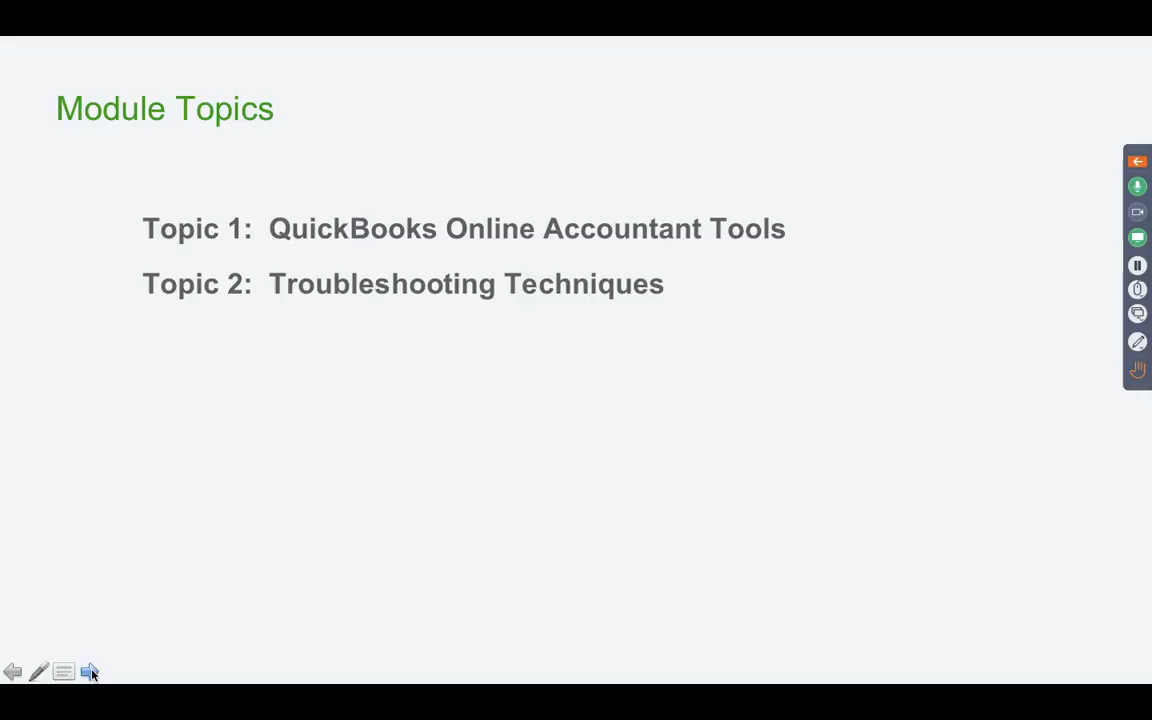 Module Topics
Topic 1: QuickBooks Online Accountant Tools
Topic 2: Troubleshooting Techniques